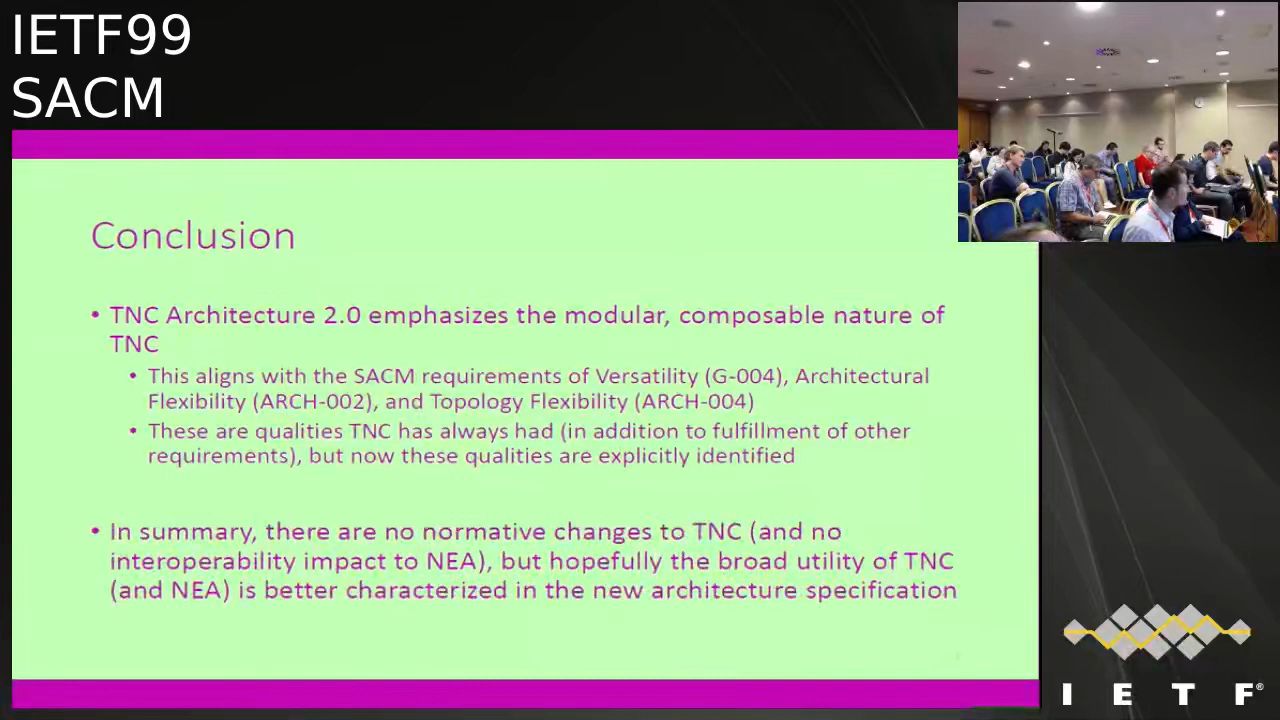 IETF99
SACM
Conclusion
• TNC Architecture 2.0 emphasizes the modular, composable nature of
TNC
• This aligns with the SACM requirements of Versatility (G-004), Architectural
Flexibility (ARCH-002), and Topology Flexibility (ARCH-004)
• These are qualities TNC has always had (in addition to fulfillment of other
requirements), but now these qualities are explicitly identified
• In summary, there are no normative changes to TNC (and no
interoperability impact to NEA), but hopefully the broad utility of TNC
(and NEA) is better characterized in the new architecture specification
I E T F®